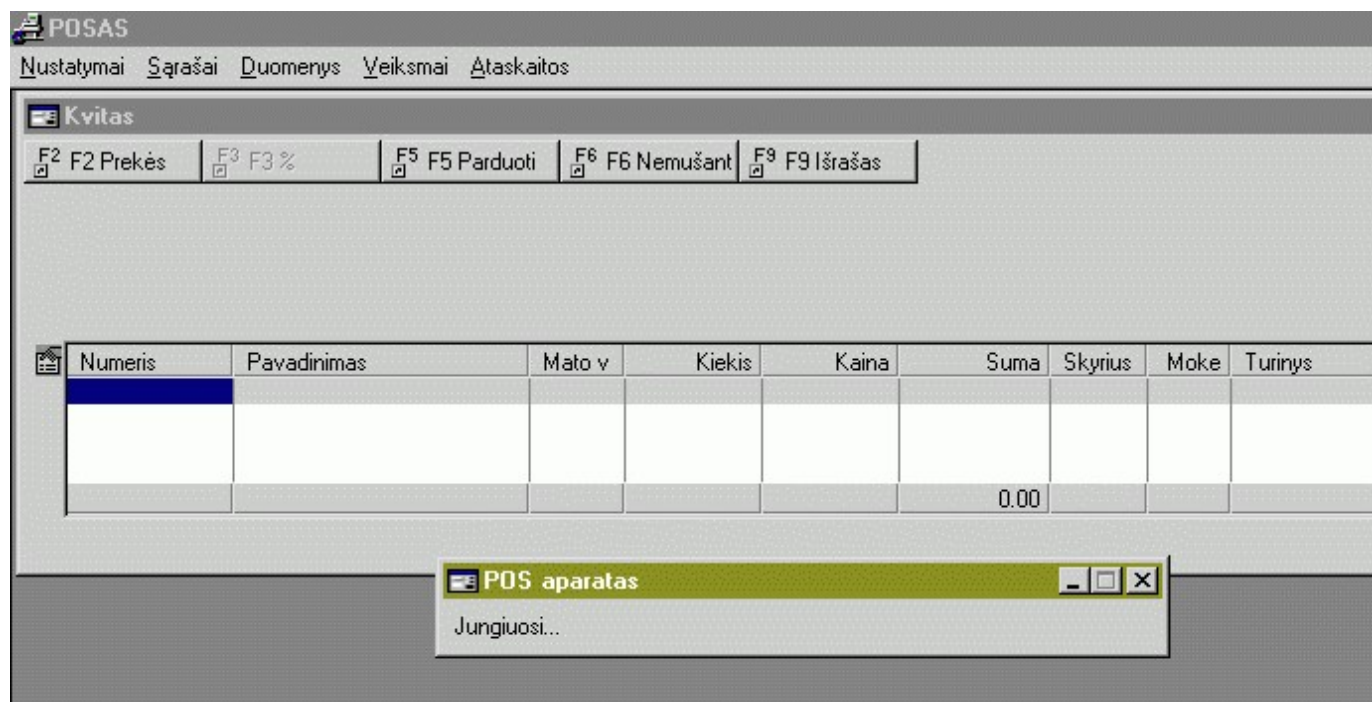 POSAS
Nustatymai Sąrašai Duomenys Veiksmai Ataskaitos
Kvitas
F2 F2 Prekės F3 F3 % F5 F5 Parduoti F6 F6 Nemušant F9 F9 Išrašas
Numeris Pavadinimas Mato v Kiekis Kaina Suma Skyrius Moke Turinys
0.00
POS aparatas
Jungiuosi...